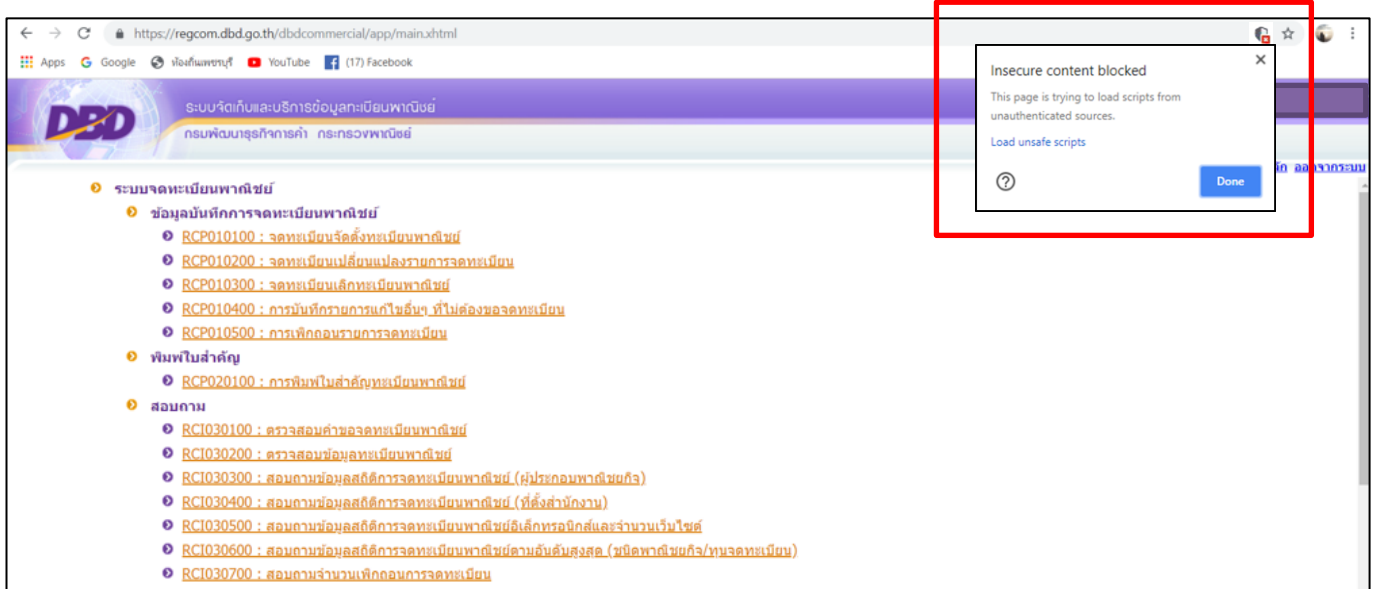 https://regcom.dbd.go.th/dbdcommercial/app/main.xhtml
Apps Google ห้องทีมเพชรบุรี YouTube (17) Facebook
Insecure content blocked
This page is trying to load scripts from
unauthenticated sources.
Load unsafe scripts
Done
DBD
ระบบจัดเก็บและบริการข้อมูลทะเบียนพาณิชย์
กรมพัฒนาธุรกิจการค้า กระทรวงพาณิชย์
ออกจากระบบ
ระบบจดทะเบียนพาณิชย์
ข้อมูลบันทึกการจดทะเบียนพาณิชย์
RCP010100 : จดทะเบียนจัดตั้งทะเบียนพาณิชย์
RCP010200 : จดทะเบียนเปลี่ยนแปลงรายการจดทะเบียน
RCP010300 : จดทะเบียนเลิกทะเบียนพาณิชย์
RCP010400 : การบันทึกรายการแก้ไขอื่นๆ ที่ไม่ต้องขอจดทะเบียน
RCP010500 : การเพิกถอนรายการจดทะเบียน
พิมพ์ใบสำคัญ
RCP020100 : การพิมพ์ใบสำคัญทะเบียนพาณิชย์
สอบถาม
RCI030100 : ตรวจสอบคำขอจดทะเบียนพาณิชย์
RCI030200 : ตรวจสอบข้อมูลทะเบียนพาณิชย์
RCI030300 : สอบถามข้อมูลสถิติการจดทะเบียนพาณิชย์ (ผู้ประกอบพาณิชยกิจ)
RCI030400 : สอบถามข้อมูลสถิติการจดทะเบียนพาณิชย์ (ที่ตั้งสำนักงาน)
RCI030500 : สอบถามข้อมูลสถิติการจดทะเบียนพาณิชย์อิเล็กทรอนิกส์และจำนวนเว็บไซต์
RCI030600 : สอบถามข้อมูลสถิติการจดทะเบียนพาณิชย์ตามอันดับสูงสุด (ชนิดพาณิชยกิจ/ทุนจดทะเบียน)
RCI030700 : สอบถามจำนวนเพิกถอนการจดทะเบียน